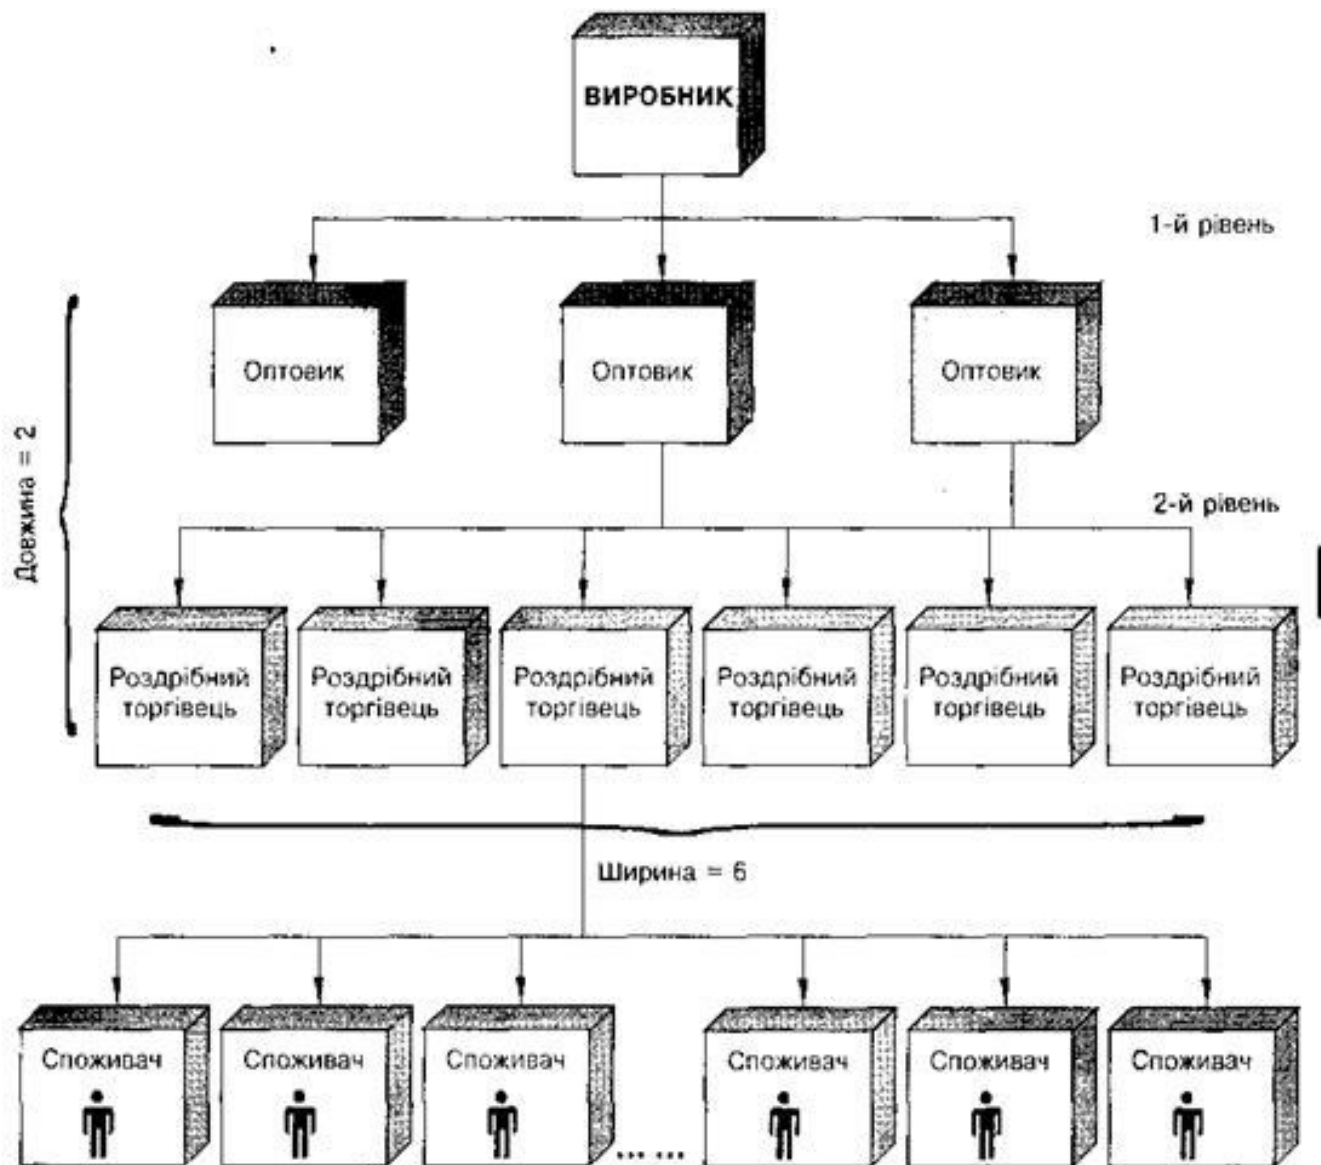 ВИРОБНИК
1-й рівень
Оптовик
Оптовик
Оптовик
Довжина = 2
2-й рівень
Роздрібний
торгівець
Роздрібний
торгівець
Роздрібний
торгівець
Роздрібний
торгівець
Роздрібний
торгівець
Роздрібний
торгівець
Ширина = 6
Споживач
Споживач
Споживач
......
Споживач
Споживач
Споживач